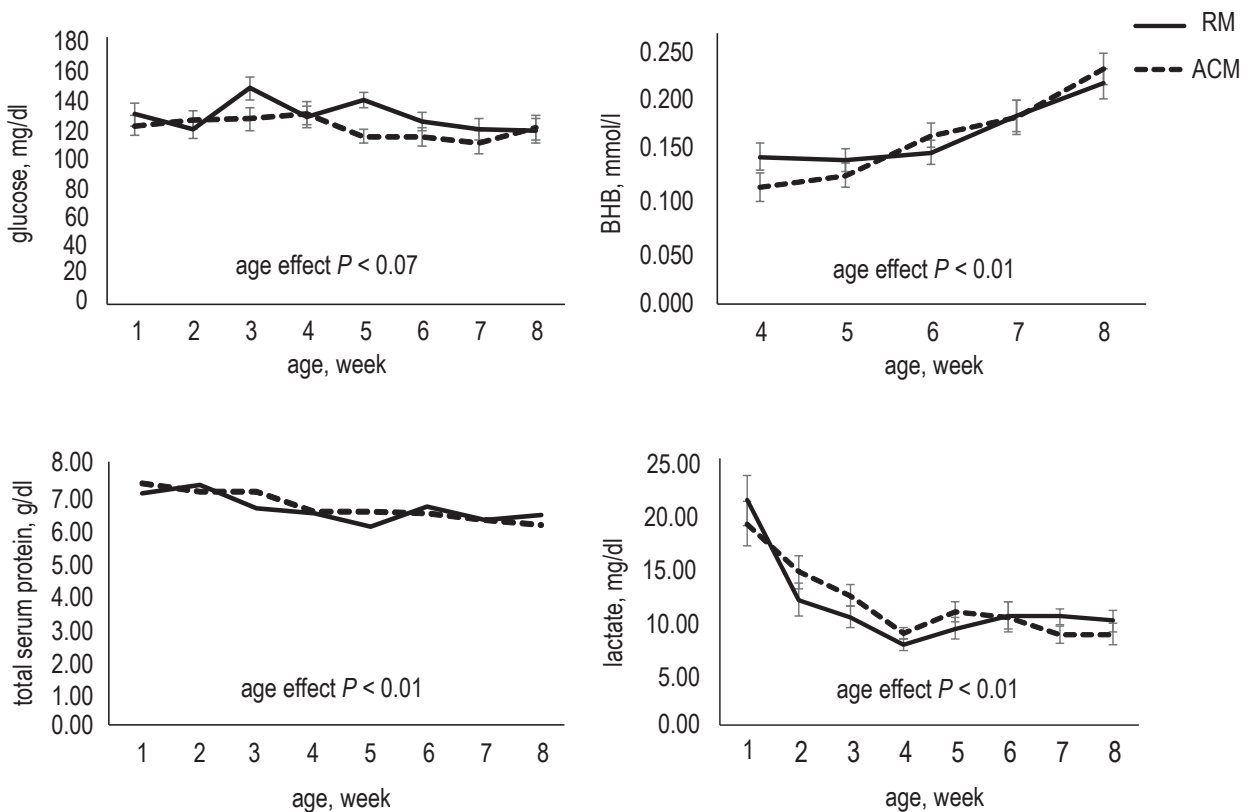 180
160
140
120
100
80
60
40
20
0
glucose, mg/dl
age effect P < 0.07
1 2 3 4 5 6 7 8
age, week
0.250
0.200
0.150
0.100
0.050
0.000
BHB, mmol/l
age effect P < 0.01
4 5 6 7 8
age, week
RM
ACM
8.00
7.00
6.00
5.00
4.00
3.00
2.00
1.00
0.00
total serum protein, g/dl
age effect P < 0.01
1 2 3 4 5 6 7 8
age, week
25.00
20.00
15.00
10.00
5.00
0.00
lactate, mg/dl
age effect P < 0.01
1 2 3 4 5 6 7 8
age, week